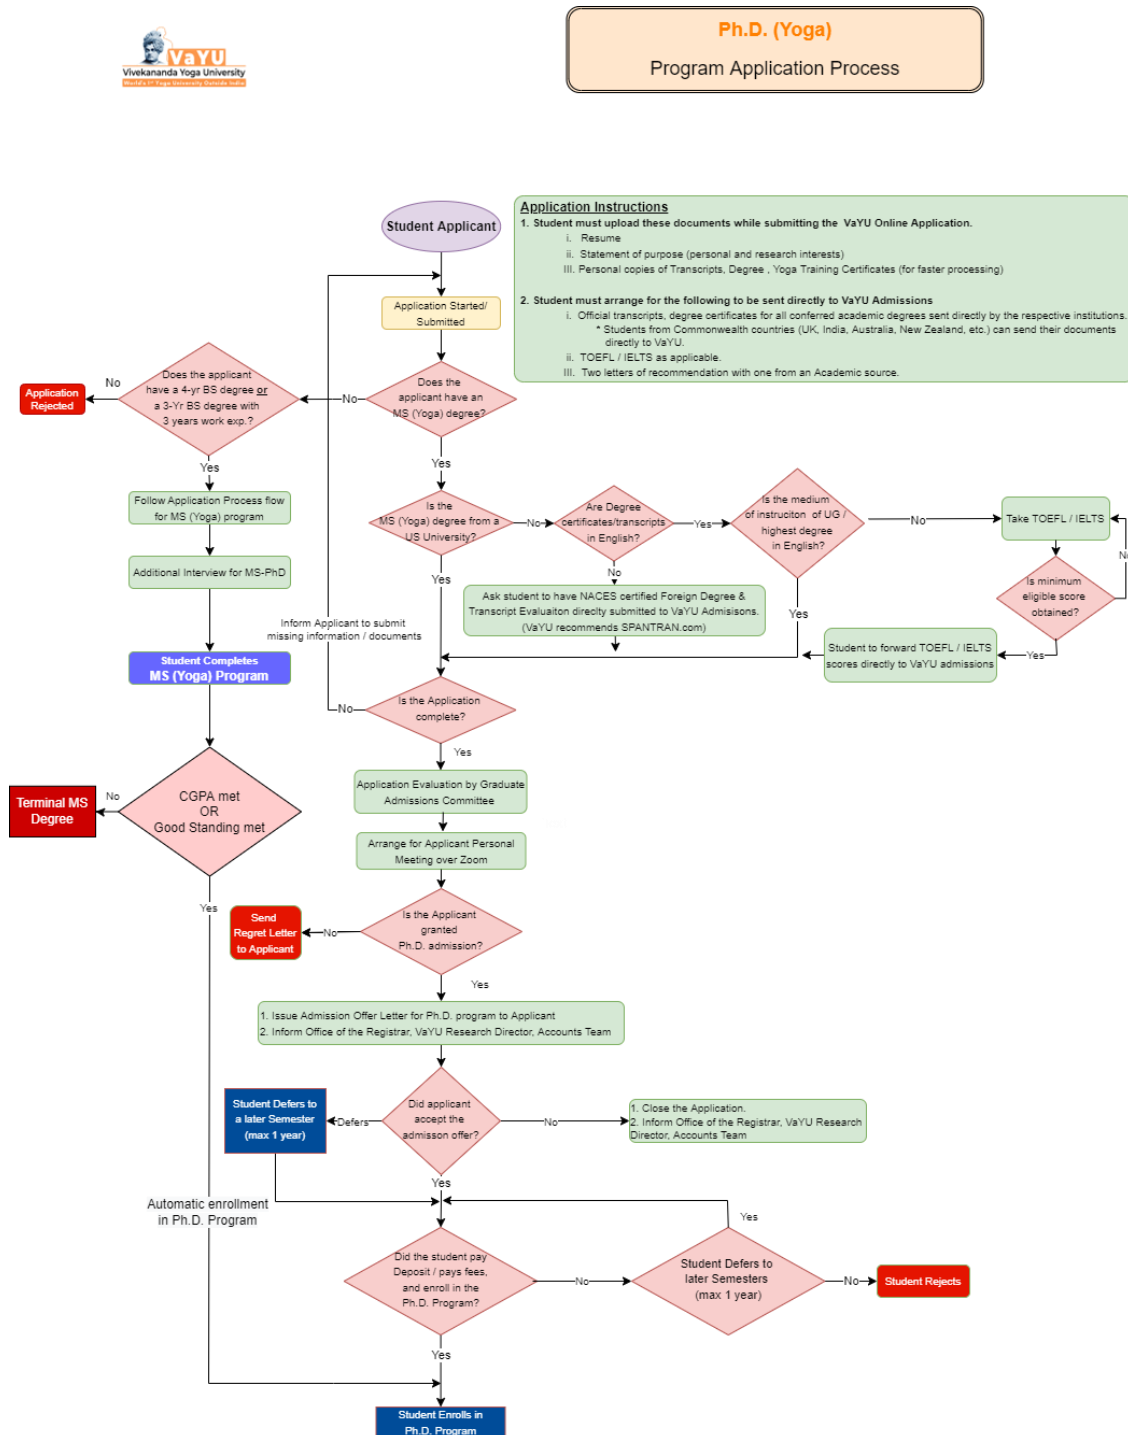 VaYU
Vivekananda Yoga University
World's 1st Yoga University Outside India
Ph.D. (Yoga)
Program Application Process
Student Applicant
Application Instructions
1. Student must upload these documents while submitting the VaYU Online Application.
i. Resume
ii. Statement of purpose (personal and research interests)
III. Personal copies of Transcripts, Degree , Yoga Training Certificates (for faster processing)
2. Student must arrange for the following to be sent directly to VaYU Admissions
i. Official transcripts, degree certificates for all conferred academic degrees sent directly by the respective institutions.
* Students from Commonwealth countries (UK, India, Australia, New Zealand, etc.) can send their documents
directly to VaYU.
ii. TOEFL / IELTS as applicable.
III. Two letters of recommendation with one from an Academic source.
Application Started/
Submitted
Does the
applicant have an
MS (Yoga) degree?
No
Does the applicant
have a 4-yr BS degree or
a 3-Yr BS degree with
3 years work exp.?
No
Application
Rejected
Yes
Follow Application Process flow
for MS (Yoga) program
Additional Interview for MS-PhD
Student Completes
MS (Yoga) Program
CGPA met
OR
Good Standing met
No
Terminal MS
Degree
Yes
Automatic enrollment
in Ph.D. Program
Yes
Is the
MS (Yoga) degree from a
US University?
No
Are Degree
certificates/transcripts
in English?
Yes
Is the medium
of instruciton of UG /
highest degree
in English?
No
Take TOEFL / IELTS
Is minimum
eligible score
obtained?
No
Yes
Student to forward TOEFL / IELTS
scores directly to VaYU admissions
Yes
No
Ask student to have NACES certified Foreign Degree &
Transcript Evaluaiton direclty submitted to VaYU Admisisons.
(VaYU recommends SPANTRAN.com)
Yes
Inform Applicant to submit
missing information / documents
Is the Application
complete?
No
Yes
Application Evaluation by Graduate
Admissions Committee
Arrange for Applicant Personal
Meeting over Zoom
Is the Applicant
granted
Ph.D. admission?
No
Send
Regret Letter
to Applicant
Yes
1. Issue Admission Offer Letter for Ph.D. program to Applicant
2. Inform Office of the Registrar, VaYU Research Director, Accounts Team
Did applicant
accept the
admisson offer?
Defers
Student Defers to
a later Semester
(max 1 year)
No
1. Close the Application.
2. Inform Office of the Registrar, VaYU Research
Director, Accounts Team
Yes
Did the student pay
Deposit / pays fees,
and enroll in the
Ph.D. Program?
No
Student Defers to
later Semesters
(max 1 year)
Yes
No
Student Rejects
Yes
Student Enrolls in
Ph.D. Program